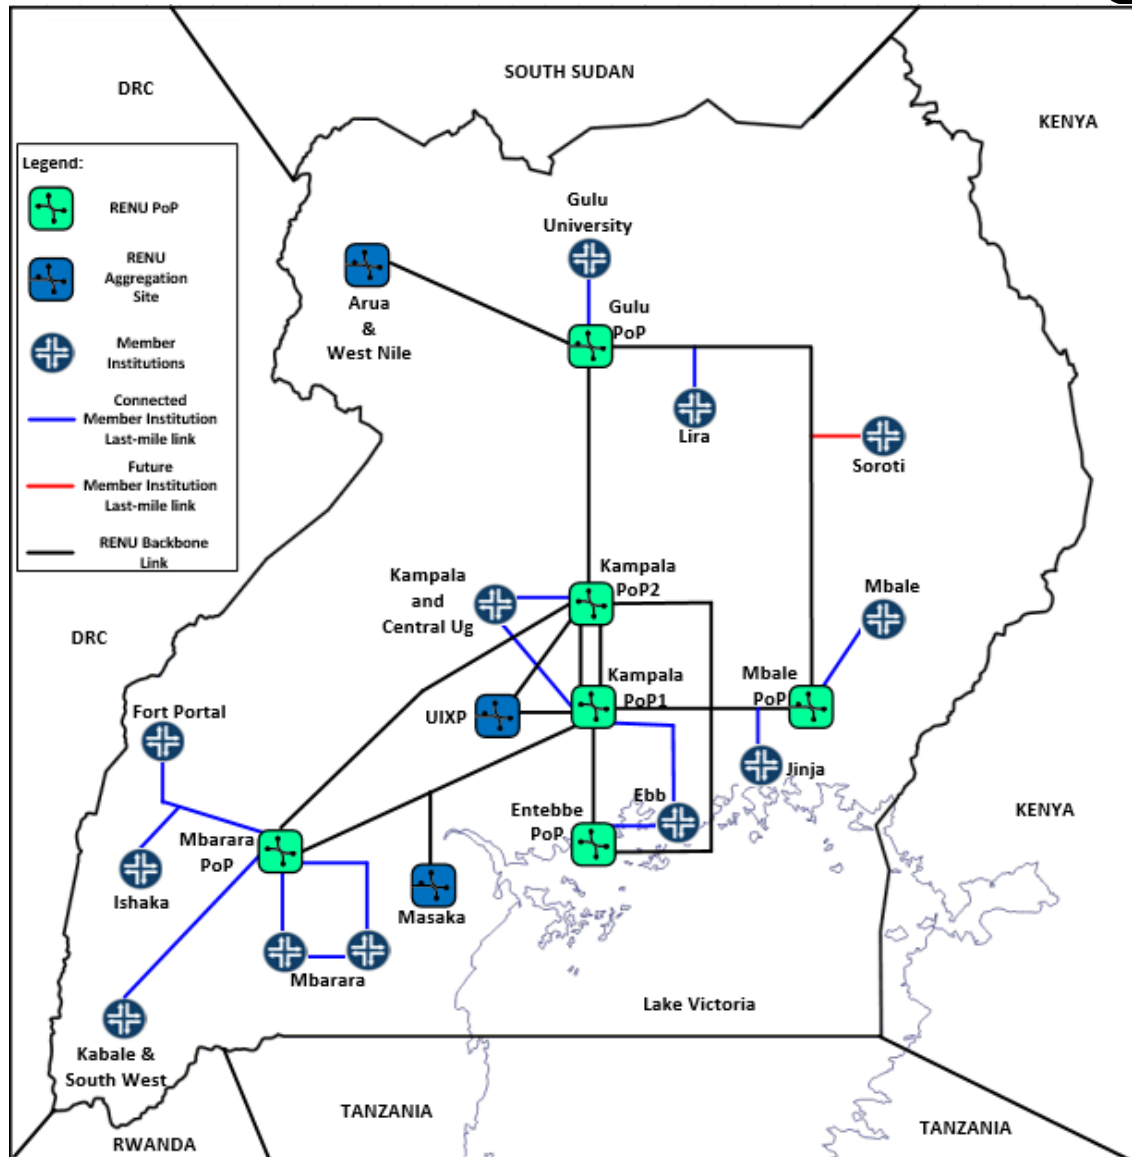 SOUTH SUDAN
DRC
KENYA
Legend:
RENU PoP
RENU
Aggregation
Site
Member
Institutions
Connected
Member Institution
Last-mile link
Future
Member Institution
Last-mile link
RENU Backbone
Link
Gulu
University
Gulu
PoP
Arua
&
West Nile
Lira
Soroti
Kampala
PoP2
Kampala
and
Central Ug
Mbale
DRC
Kampala
PoP1
Mbale
PoP
UIXP
Fort Portal
Jinja
Ebb
Entebbe
PoP
KENYA
Mbarara
PoP
Ishaka
Masaka
Mbarara
Lake Victoria
Kabale &
South West
TANZANIA
TANZANIA
RWANDA